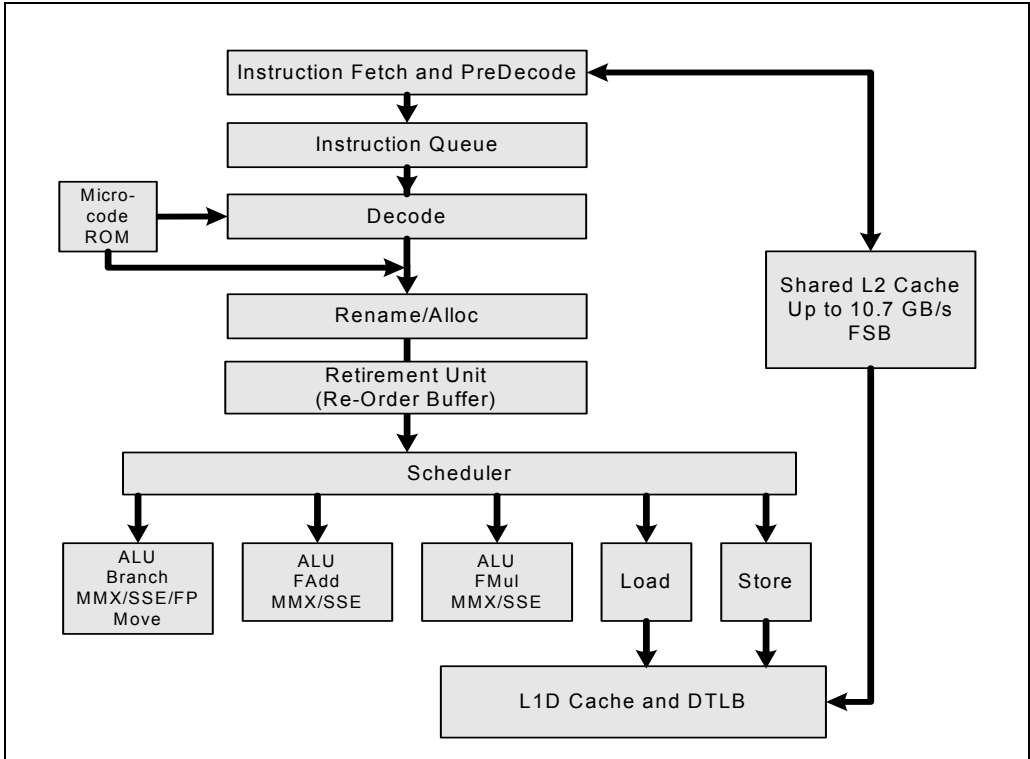 Instruction Fetch and PreDecode
Instruction Queue
Micro-
code
ROM
Decode
Shared L2 Cache
Up to 10.7 GB/s
FSB
Rename/Alloc
Retirement Unit
(Re-Order Buffer)
Scheduler
ALU
Branch
MMX/SSE/FP
Move
ALU
FAdd
MMX/SSE
ALU
FMul
MMX/SSE
Load
Store
L1D Cache and DTLB